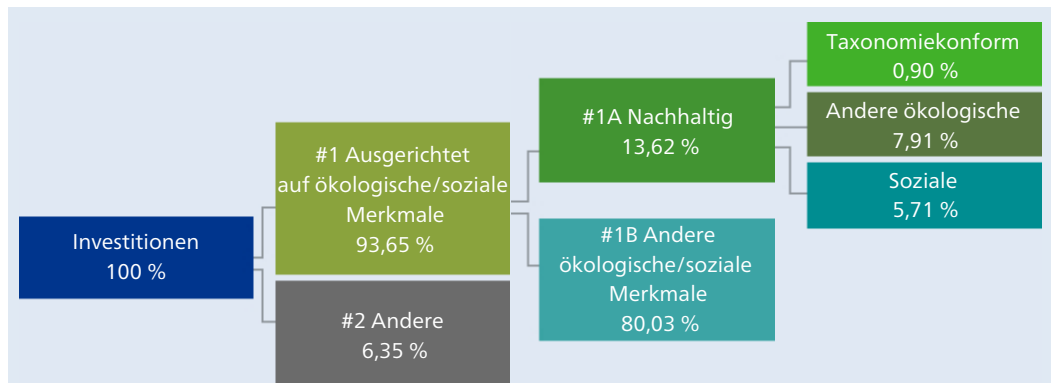 Investitionen
100 %
#1 Ausgerichtet
auf ökologische/soziale
Merkmale
93,65 %
#2 Andere
6,35 %
#1A Nachhaltig
13,62 %
#1B Andere
ökologische/soziale
Merkmale
80,03 %
Taxonomiekonform
0,90 %
Andere ökologische
7,91 %
Soziale
5,71 %